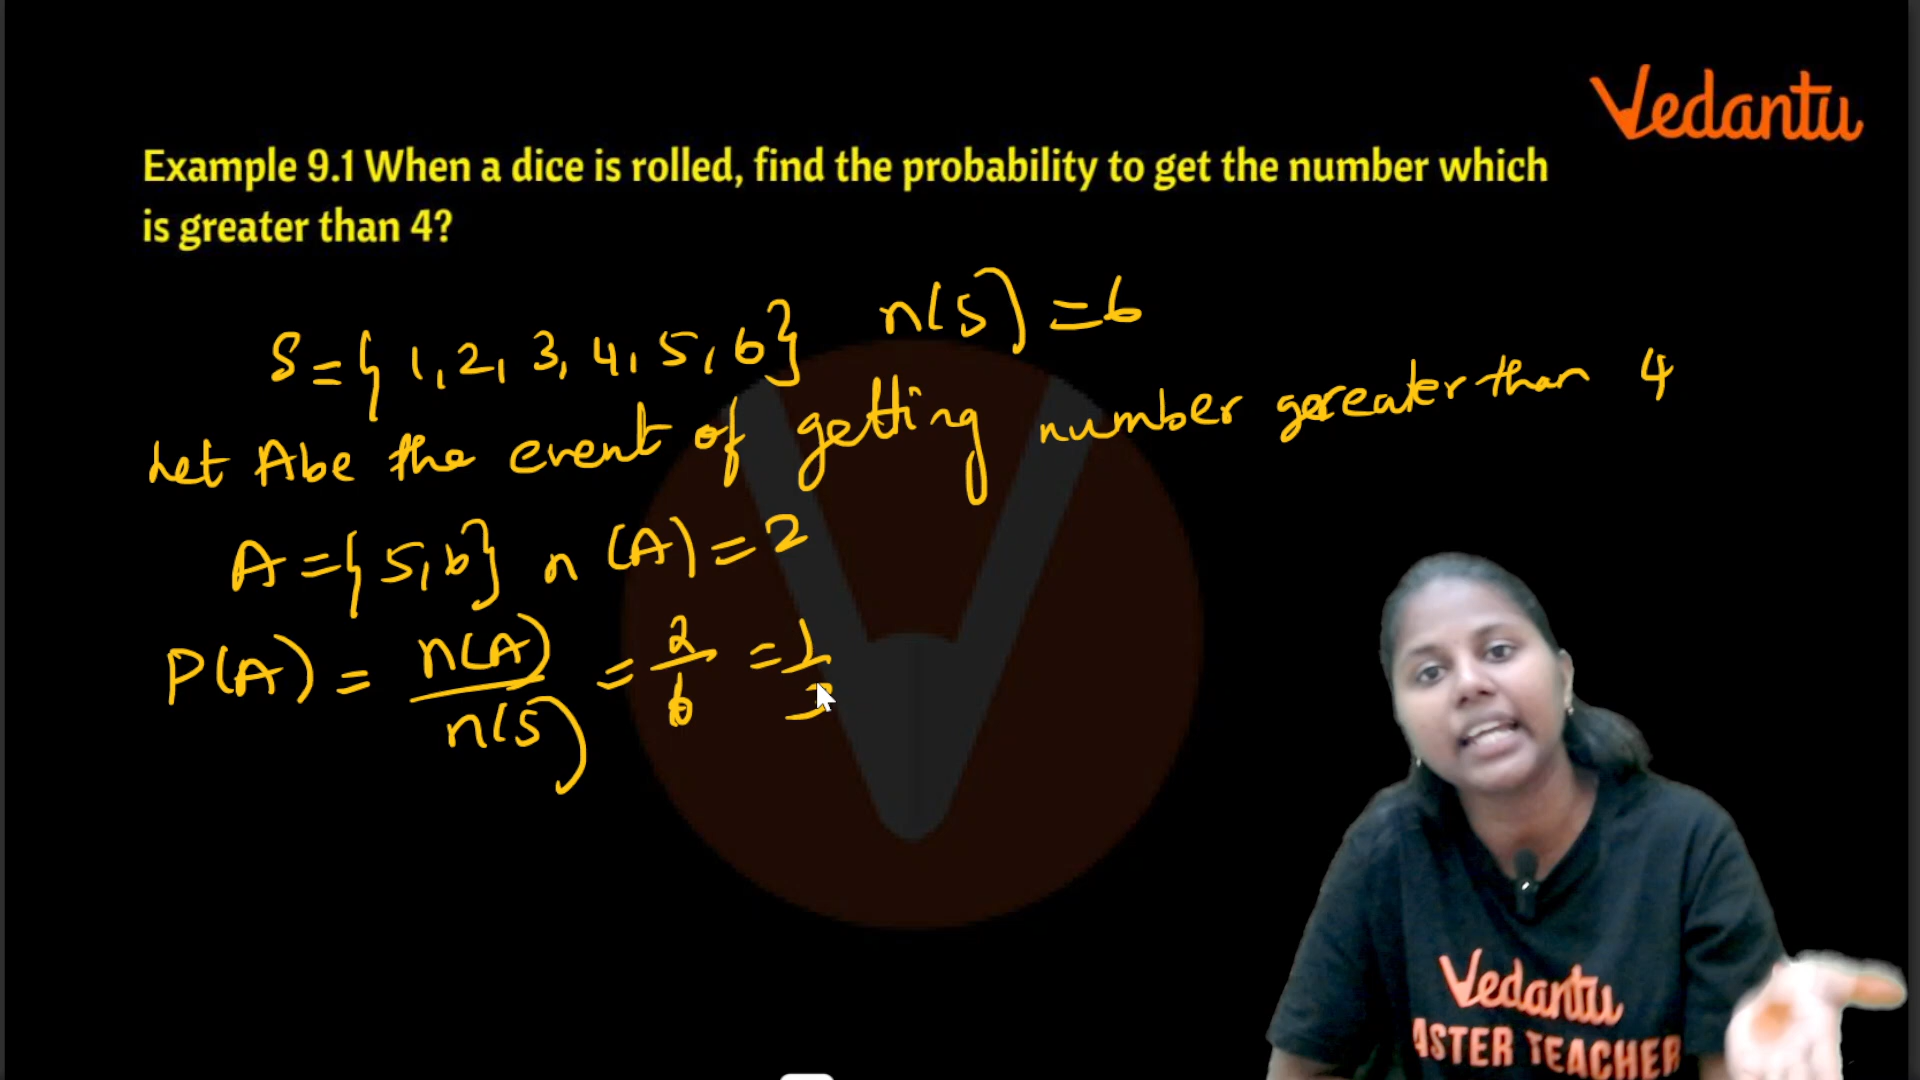 Vedantu
Example 9.1 When a dice is rolled, find the probability to get the number which
is greater than 4?
S = { 1, 2, 3, 4, 5, 6 } n(S) = 6
Let A be the event of getting number greater than 4
A = { 5, 6 } n(A) = 2
P(A) = n(A)/n(S) = 2/6 = 1/3
Vedantu
ASTER TEACHER